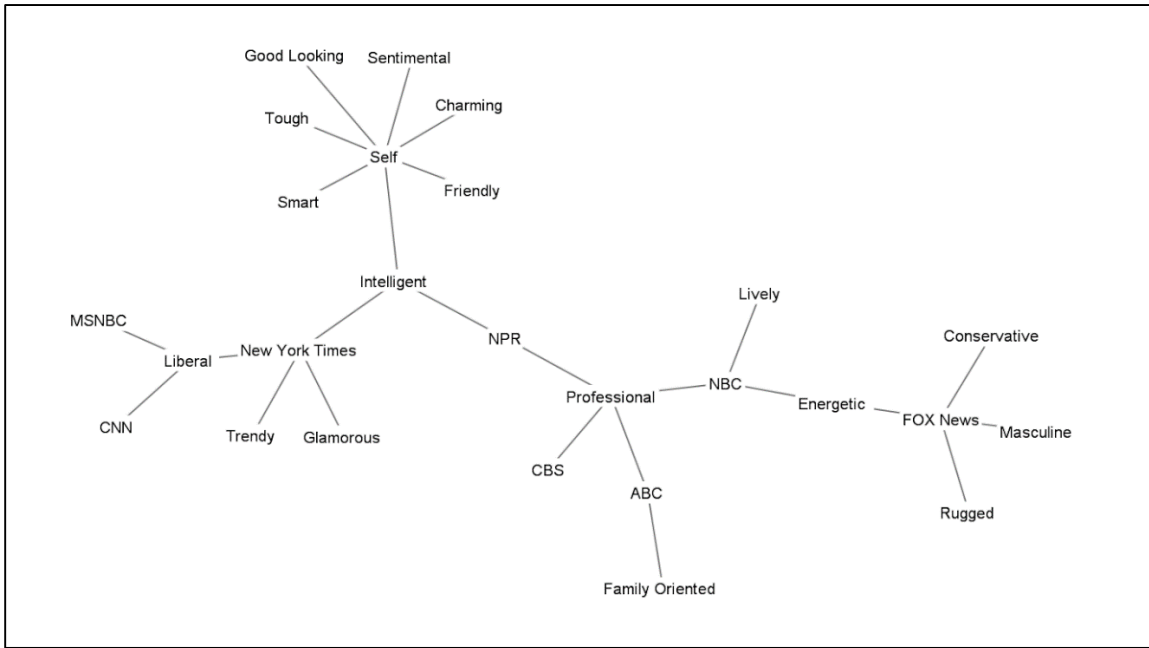 Good Looking
Sentimental
Charming
Tough
Self
Friendly
Smart
Intelligent
Lively
MSNBC
Conservative
NPR
New York Times
Liberal
NBC
Professional
Energetic
FOX News
CNN
Masculine
Trendy
Glamorous
CBS
ABC
Rugged
Family Oriented